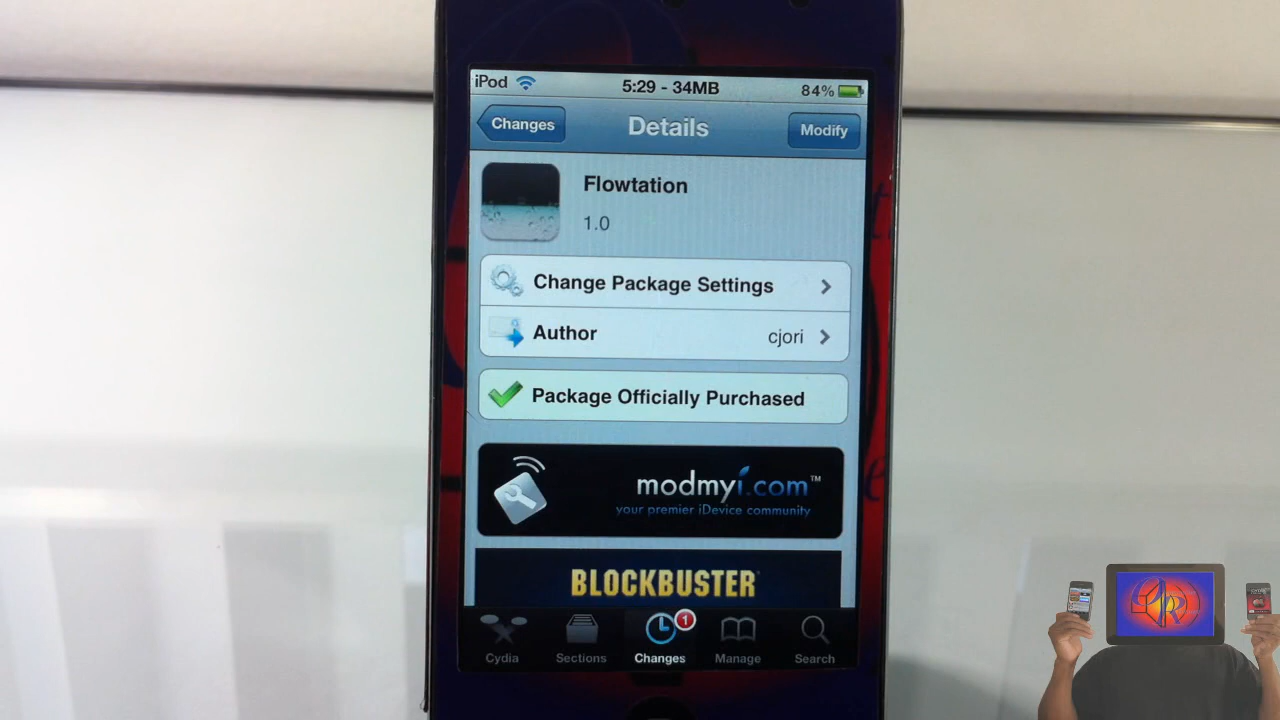 iPod 5:29 - 34MB 84%
Changes Details Modify
Flowtation
1.0
Change Package Settings
Author cjori
Package Officially Purchased
modmyi.com™
your premier iDevice community
BLOCKBUSTER
1
Cydia Sections Changes Manage Search